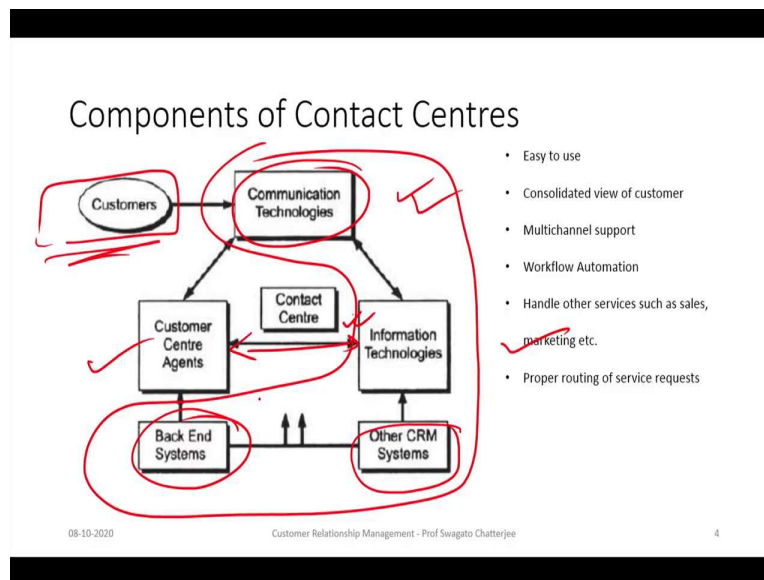 Components of Contact Centres
Customers
Communication
Technologies
Contact
Centre
Customer
Centre
Agents
Information
Technologies
Back End
Systems
Other CRM
Systems
• Easy to use
• Consolidated view of customer
• Multichannel support
• Workflow Automation
• Handle other services such as sales,
marketing etc.
• Proper routing of service requests
08-10-2020
Customer Relationship Management - Prof Swagato Chatterjee
4